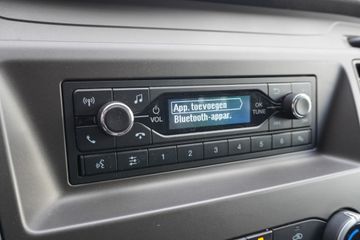 App. toevoegen
Bluetooth-appar.
VOL
OK
TUNE
1 2 3 4 5 6